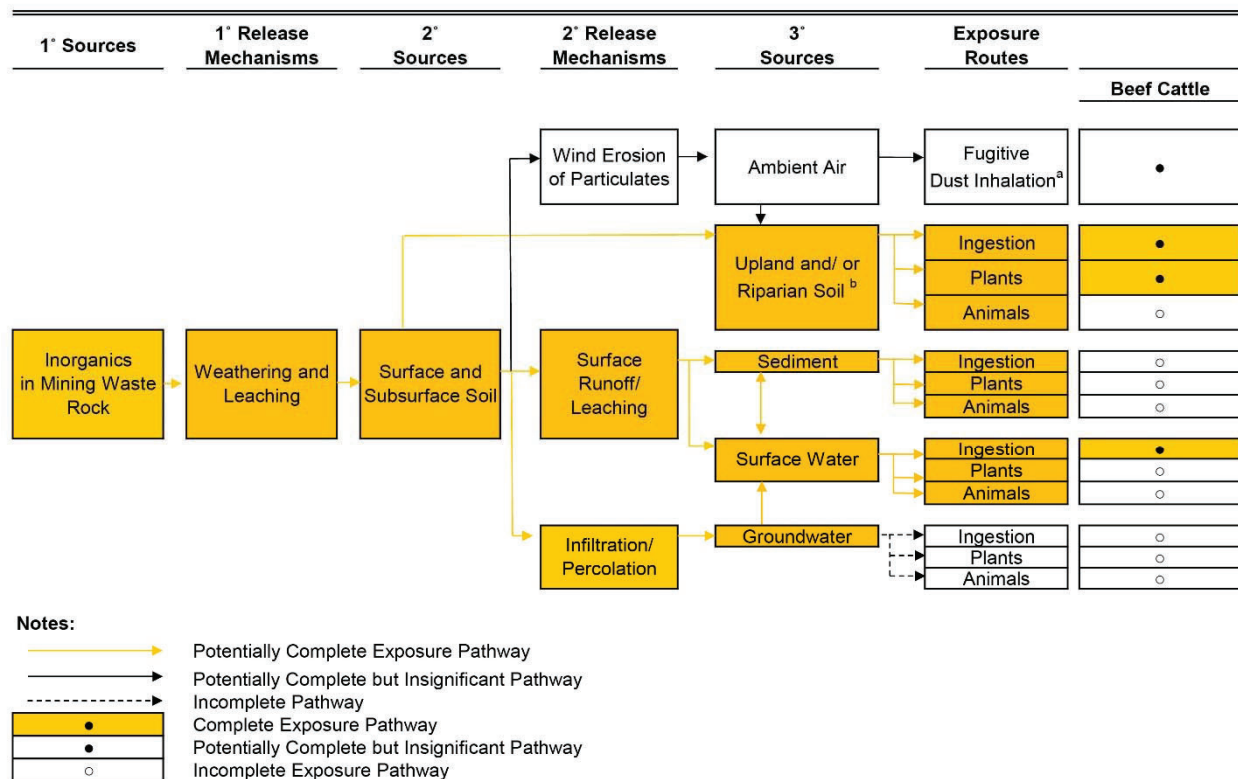 1° Sources
1° Release
Mechanisms
2°
Sources
2° Release
Mechanisms
3°
Sources
Exposure
Routes
Beef Cattle
Wind Erosion
of Particulates
Ambient Air
Fugitive
Dust Inhalation a
●
Upland and/ or
Riparian Soil b
Ingestion
●
Plants
●
Animals
○
Inorganics
in Mining Waste
Rock
Weathering and
Leaching
Surface and
Subsurface Soil
Surface
Runoff/
Leaching
Sediment
Ingestion
○
Plants
○
Animals
○
Surface Water
Ingestion
●
Plants
○
Animals
○
Infiltration/
Percolation
Groundwater
Ingestion
○
Plants
○
Animals
○
Notes:
Potentially Complete Exposure Pathway
Potentially Complete but Insignificant Pathway
Incomplete Pathway
● Complete Exposure Pathway
● Potentially Complete but Insignificant Pathway
○ Incomplete Exposure Pathway